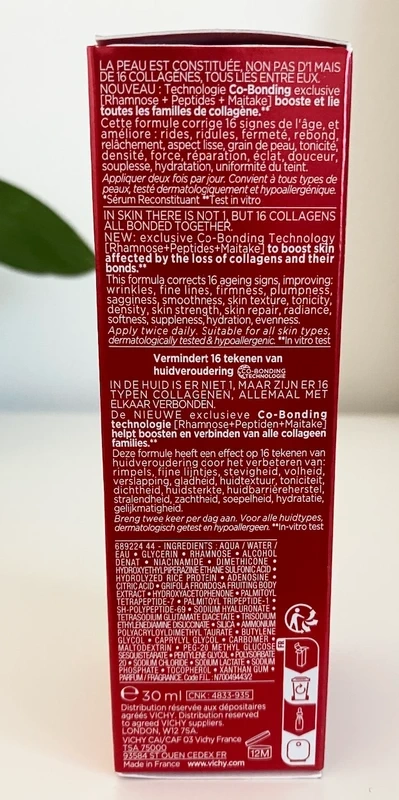 LA PEAU EST CONSTITUÉE, NON PAS D'1 MAIS
DE 16 COLLAGÈNES, TOUS LIÉS ENTRE EUX.
NOUVEAU : Technologie Co-Bonding exclusive
[Rhamnose + Peptides + Maitake] booste et lie
toutes les familles de collagène.**
Cette formule corrige 16 signes de l'âge, et
améliore : rides, ridules, fermeté, rebond,
relâchement, aspect lisse, grain de peau, tonicité,
densité, force, réparation, éclat, douceur,
souplesse, hydratation, uniformité du teint.
Appliquer deux fois par jour. Convient à tous types de
peaux, testé dermatologiquement et hypoallergénique.
*Sérum Reconstituant **Test in vitro
IN SKIN THERE IS NOT 1, BUT 16 COLLAGENS
ALL BONDED TOGETHER.
NEW: exclusive Co-Bonding Technology
[Rhamnose+Peptides+Maitake] to boost skin
affected by the loss of collagens and their
bonds.**
This formula corrects 16 ageing signs, improving:
wrinkles, fine lines, firmness, plumpness,
sagginess, smoothness, skin texture, tonicity,
density, skin strength, skin repair, radiance,
softness, suppleness, hydration, evenness.
Apply twice daily. Suitable for all skin types,
dermatologically tested & hypoallergenic. **In vitro test
Vermindert 16 tekenen van
huidveroudering CO-BONDING
TECHNOLOGIE
IN DE HUID IS ER NIET 1, MAAR ZIJN ER 16
TYPEN COLLAGENEN, ALLEMAAL MET
ELKAAR VERBONDEN.
De NIEUWE exclusieve Co-Bonding
technologie [Rhamnose+Peptiden+Maitake]
helpt boosten en verbinden van alle collageen
families.**
Deze formule heeft een effect op 16 tekenen van
huidveroudering door het verbeteren van:
rimpels, fijne lijntjes, stevigheid, volheid,
verslapping, gladheid, huidtextuur, toniciteit,
dichtheid, huidsterkte, huidbarrièreherstel,
stralendheid, zachtheid, soepelheid, hydratatie,
gelijkmatigheid.
Breng twee keer per dag aan. Voor alle huidtypes,
dermatologisch getest en hypoallergeen. **In-vitro test
689224 44 - INGREDIENTS : AQUA / WATER /
EAU • GLYCERIN • RHAMNOSE • ALCOHOL
DENAT • NIACINAMIDE • DIMETHICONE •
HYDROXYETHYLPIPERAZINE ETHANE SULFONIC ACID •
HYDROLYZED RICE PROTEIN • ADENOSINE •
CITRIC ACID • GRIFOLA FRONDOSA FRUITING BODY
EXTRACT • HYDROXYACETOPHENONE • PALMITOYL
TETRAPEPTIDE-7 • PALMITOYL TRIPEPTIDE-1 •
SH-POLYPEPTIDE-69 • SODIUM HYALURONATE •
TETRASODIUM GLUTAMATE DIACETATE • TRISODIUM
ETHYLENEDIAMINE DISUCCINATE • SILICA • AMMONIUM
POLYACRYLOYLDIMETHYL TAURATE • BUTYLENE
GLYCOL • CAPRYLYL GLYCOL • CARBOMER •
MALTODEXTRIN • PEG-20 METHYL GLUCOSE
SESQUISTEARATE • PENTYLENE GLYCOL • POLYSORBATE
20 • SODIUM CHLORIDE • SODIUM LACTATE • SODIUM
PHOSPHATE • TOCOPHEROL • XANTHAN GUM •
PARFUM / FRAGRANCE. Code F.I.L. : N70049443/2
e 30 ml CNK : 4833-935
Distribution réservée aux dépositaires
agréés VICHY. Distribution reserved
to agreed VICHY suppliers.
LONDON, W12 7SA.
VICHY CAI/CAF 03 Vichy France
TSA 75000
93584 ST OUEN CEDEX FR
Made in France www.vichy.com
12M
FR